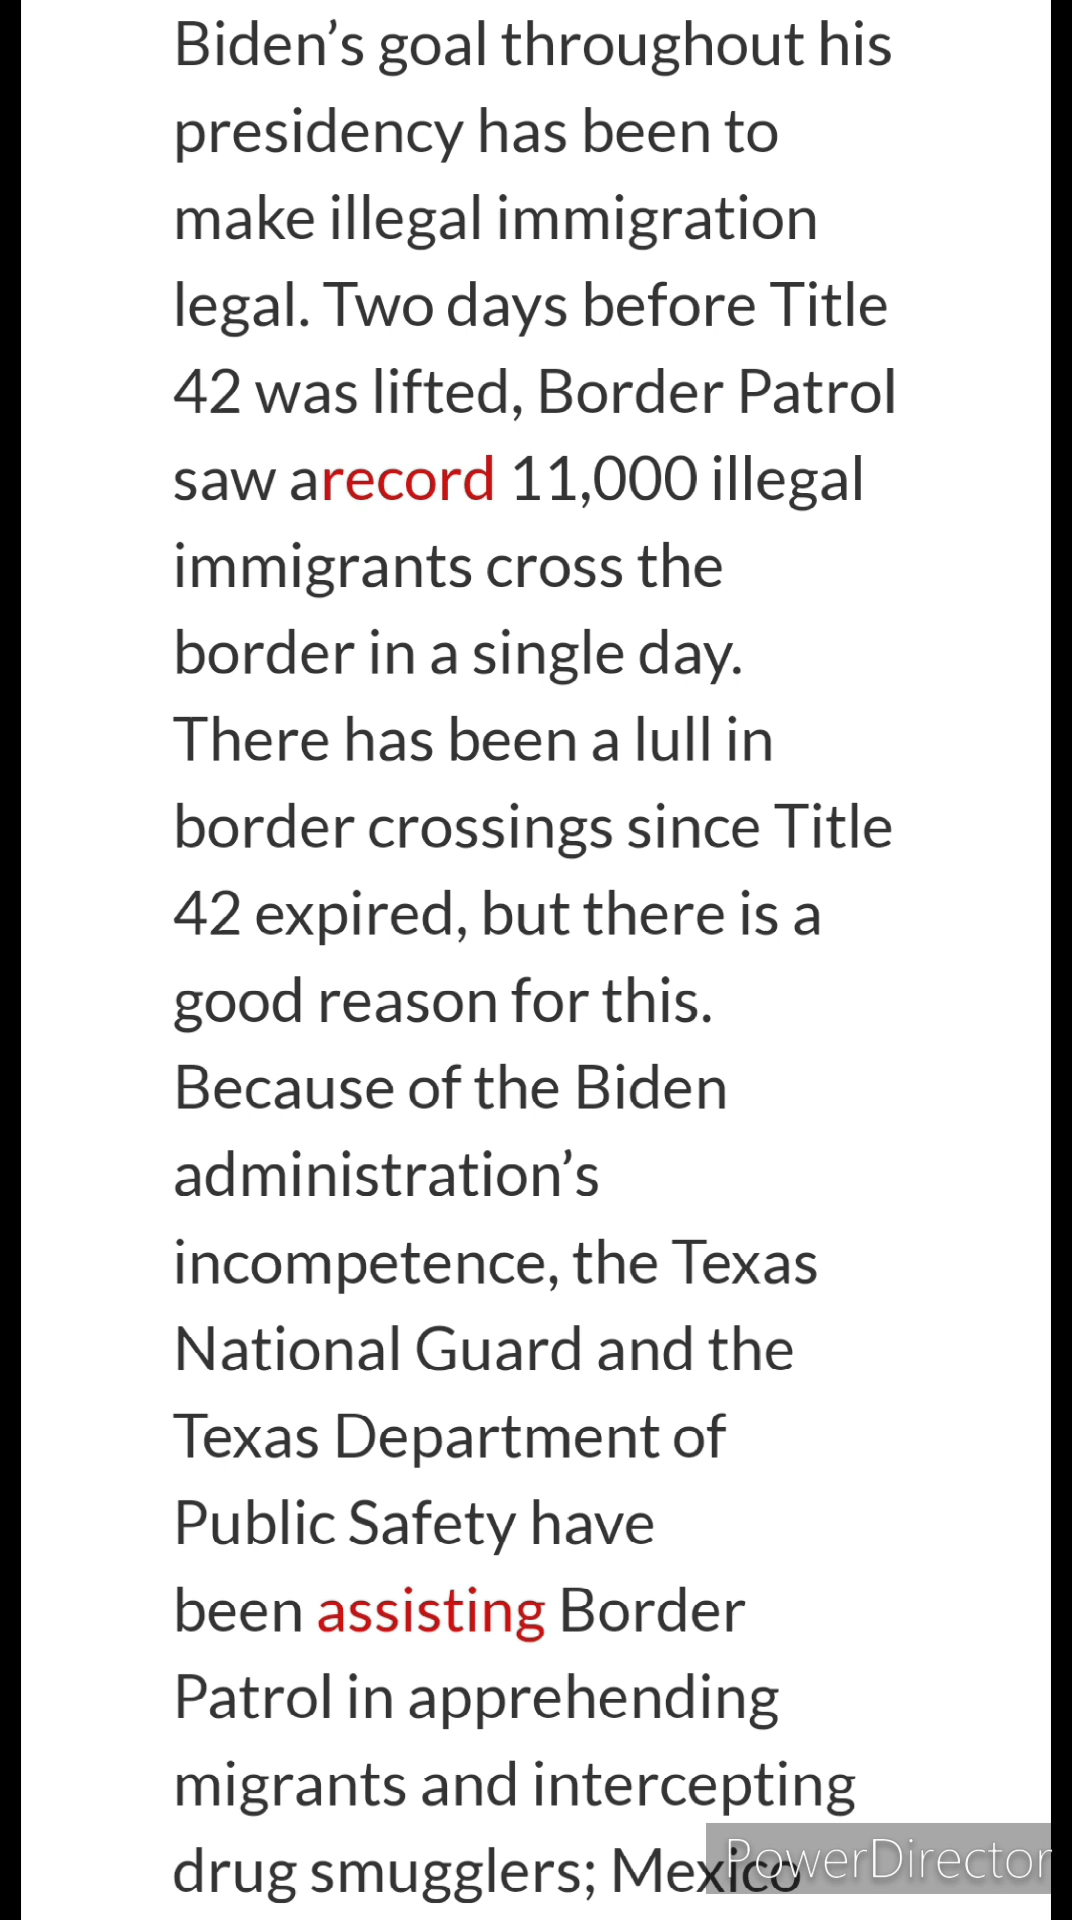 Biden’s goal throughout his
presidency has been to
make illegal immigration
legal. Two days before Title
42 was lifted, Border Patrol
saw arecord 11,000 illegal
immigrants cross the
border in a single day.
There has been a lull in
border crossings since Title
42 expired, but there is a
good reason for this.
Because of the Biden
administration’s
incompetence, the Texas
National Guard and the
Texas Department of
Public Safety have
been assisting Border
Patrol in apprehending
migrants and intercepting
drug smugglers; Mexico
PowerDirector